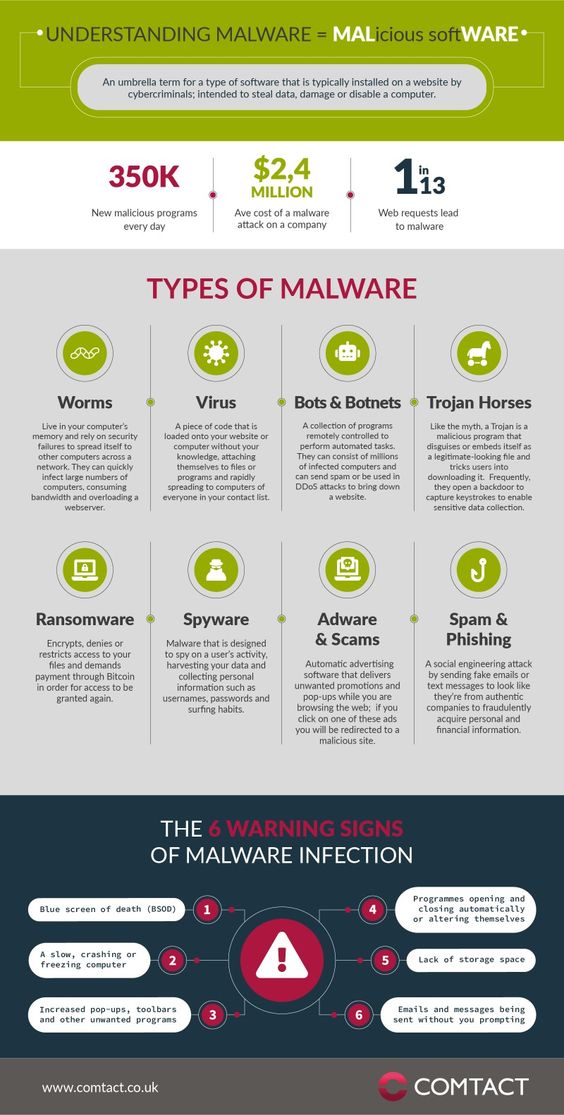 UNDERSTANDING MALWARE = MALicious softWARE
An umbrella term for a type of software that is typically installed on a website by
cybercriminals; intended to steal data, damage or disable a computer.
350K
New malicious programs
every day
$2,4
MILLION
Ave cost of a malware
attack on a company
1 in 13
Web requests lead
to malware
TYPES OF MALWARE
Worms
Live in your computer's
memory and rely on security
failures to spread itself to
other computers across a
network. They can quickly
infect large numbers of
computers, consuming
bandwidth and overloading a
webserver.
Virus
A piece of code that is
loaded onto your website or
computer without your
knowledge, attaching
themselves to files or
programs and rapidly
spreading to computers of
everyone in your contact list.
Bots & Botnets
A collection of programs
remotely controlled to
perform automated tasks.
They can consist of millions
of infected computers and
can send spam or be used in
DDoS attacks to bring down
a website.
Trojan Horses
Like the myth, a Trojan is a
malicious program that
disguises or embeds itself as
a legitimate-looking file and
tricks users into
downloading it. Frequently,
they open a backdoor to
capture keystrokes to enable
sensitive data collection.
Ransomware
Encrypts, denies or
restricts access to your
files and demands
payment through Bitcoin
in order for access to be
granted again.
Spyware
Malware that is designed
to spy on a user's activity,
harvesting your data and
collecting personal
information such as
usernames, passwords and
surfing habits.
Adware
& Scams
Automatic advertising
software that delivers
unwanted promotions and
pop-ups while you are
browsing the web; if you
click on one of these ads
you will be redirected to a
malicious site.
Spam &
Phishing
A social engineering attack
by sending fake emails or
text messages to look like
they're from authentic
companies to fraudulently
acquire personal and
financial information.
THE 6 WARNING SIGNS
OF MALWARE INFECTION
Blue screen of death (BSOD)
1
A slow, crashing or
freezing computer
2
Increased pop-ups, toolbars
and other unwanted programs
3
4
Programmes opening and
closing automatically
or altering themselves
5
Lack of storage space
6
Emails and messages being
sent without you prompting
www.comtact.co.uk
COMTACT